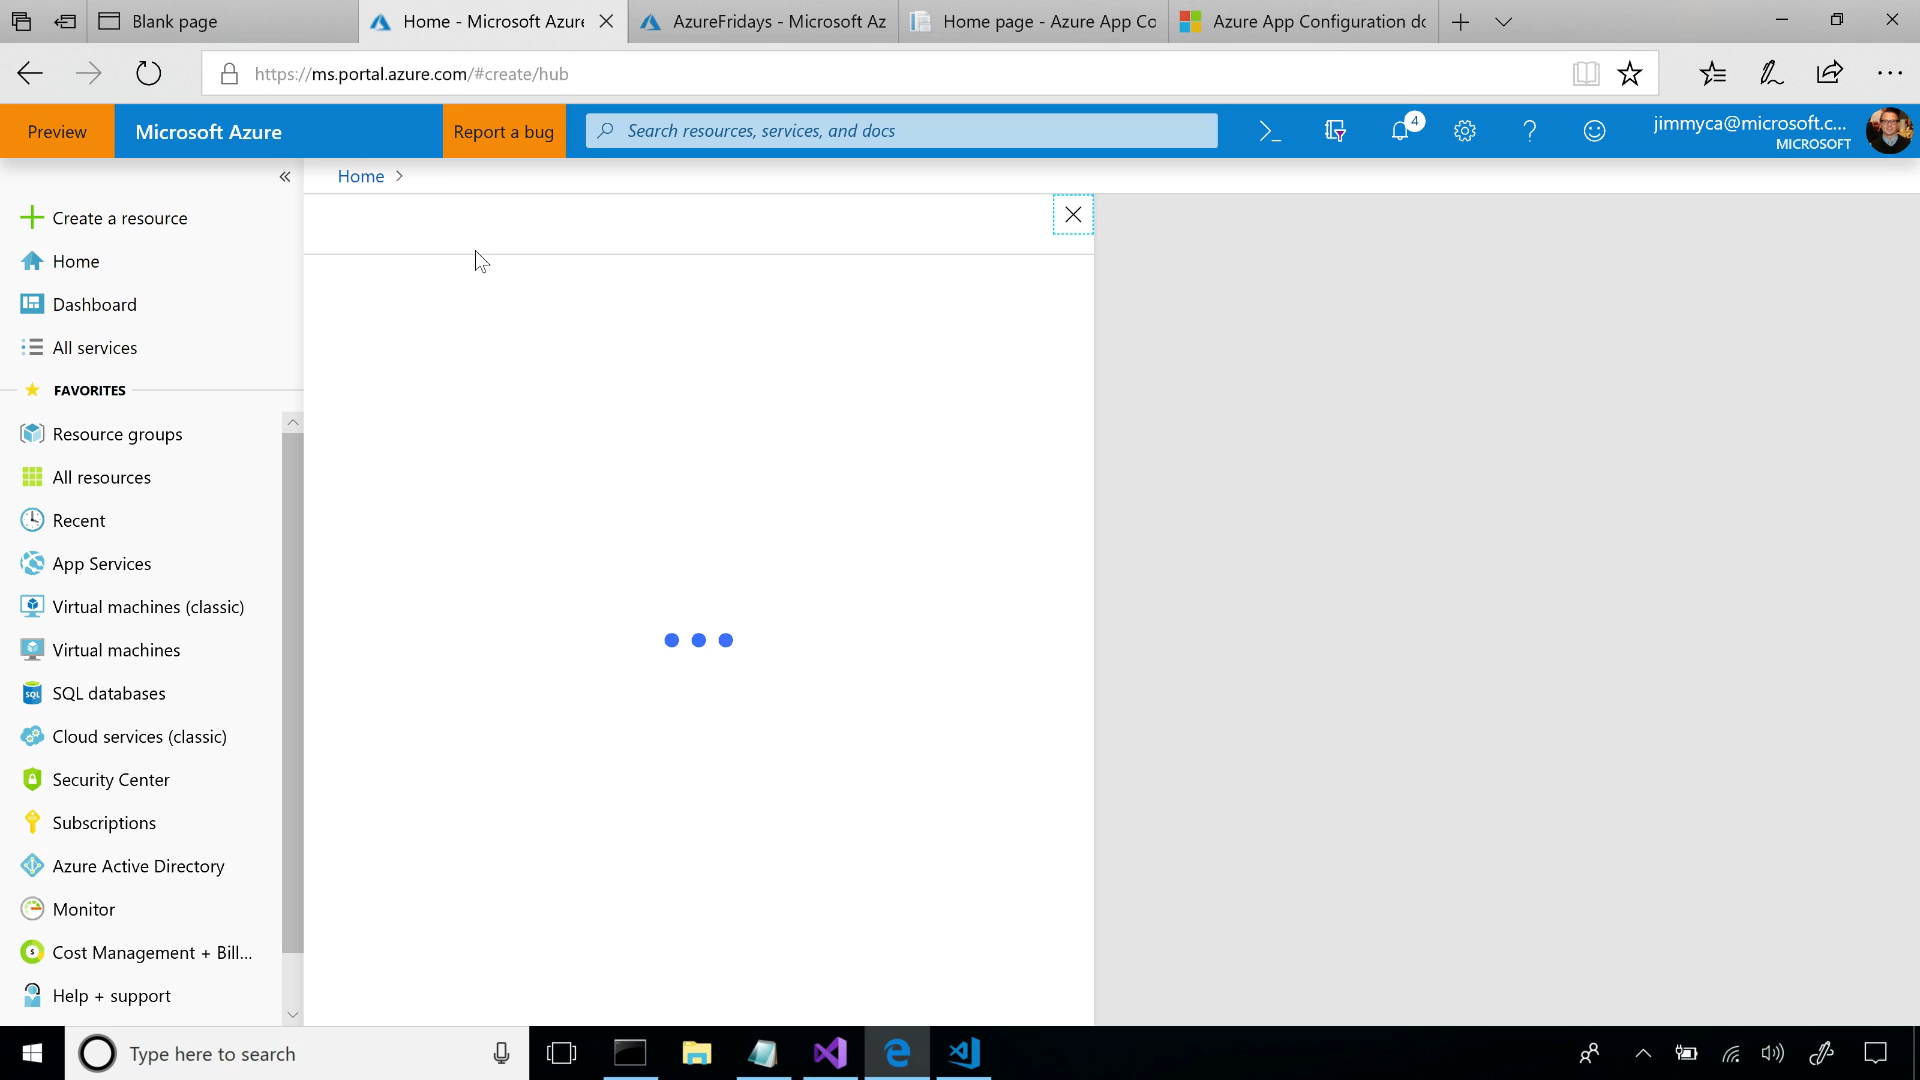 Blank page
Home - Microsoft Azure
AzureFridays - Microsoft Az
Home page - Azure App Co
Azure App Configuration do
https://ms.portal.azure.com/#create/hub
Preview
Microsoft Azure
Report a bug
Search resources, services, and docs
4
jimmyca@microsoft.c...
MICROSOFT
Home
Create a resource
Home
Dashboard
All services
FAVORITES
Resource groups
All resources
Recent
App Services
Virtual machines (classic)
Virtual machines
SQL
SQL databases
Cloud services (classic)
Security Center
Subscriptions
Azure Active Directory
Monitor
Cost Management + Bill...
Help + support
Type here to search